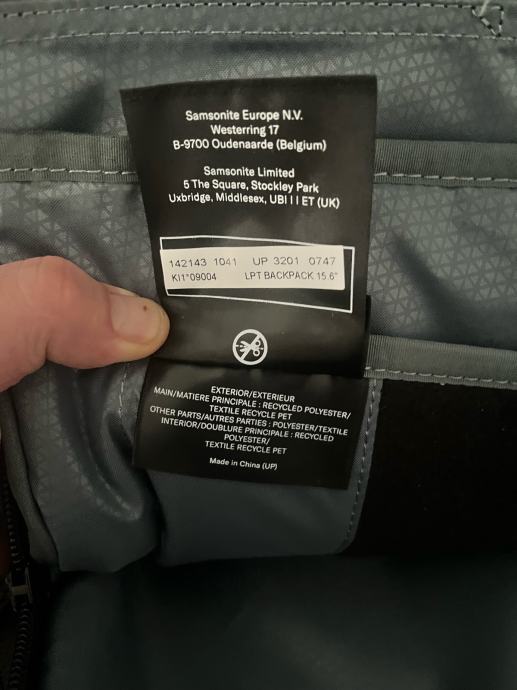 Samsonite Europe N.V.
Westerring 17
B-9700 Oudenaarde (Belgium)
Samsonite Limited
5 The Square, Stockley Park
Uxbridge, Middlesex, UB11 1ET (UK)
142143 1041 UP 3201 0747
KI1*09004 LPT BACKPACK 15.6"
EXTERIOR/EXTERIEUR
MAIN/MATIERE PRINCIPALE : RECYCLED POLYESTER/
TEXTILE RECYCLE PET
OTHER PARTS/AUTRES PARTIES : POLYESTER/TEXTILE
INTERIOR/DOUBLURE PRINCIPALE : RECYCLED
POLYESTER/
TEXTILE RECYCLE PET
Made in China (UP)